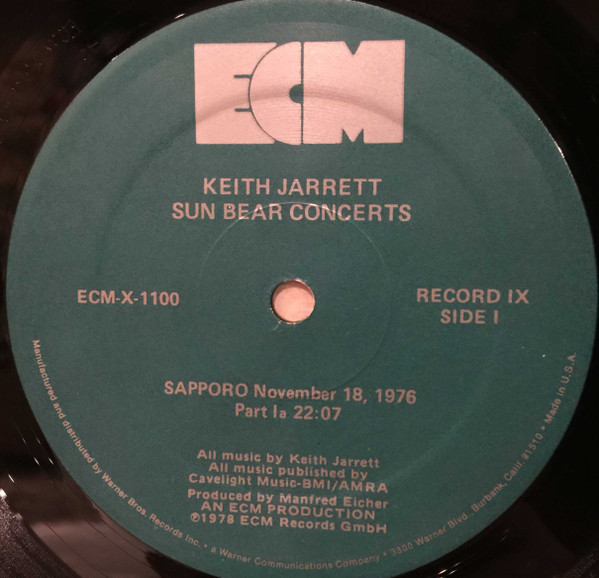 ECM
KEITH JARRETT
SUN BEAR CONCERTS
ECM-X-1100
RECORD IX
SIDE I
SAPPORO November 18, 1976
Part Ia 22:07
All music by Keith Jarrett
All music published by
Cavelight Music-BMI/AMRA
Produced by Manfred Eicher
AN ECM PRODUCTION
℗1978 ECM Records GmbH
Manufactured and distributed by Warner Bros. Records Inc. • a Warner Communications Company • 3300 Warner Blvd., Burbank, Calif. 91510 • Made in U.S.A.